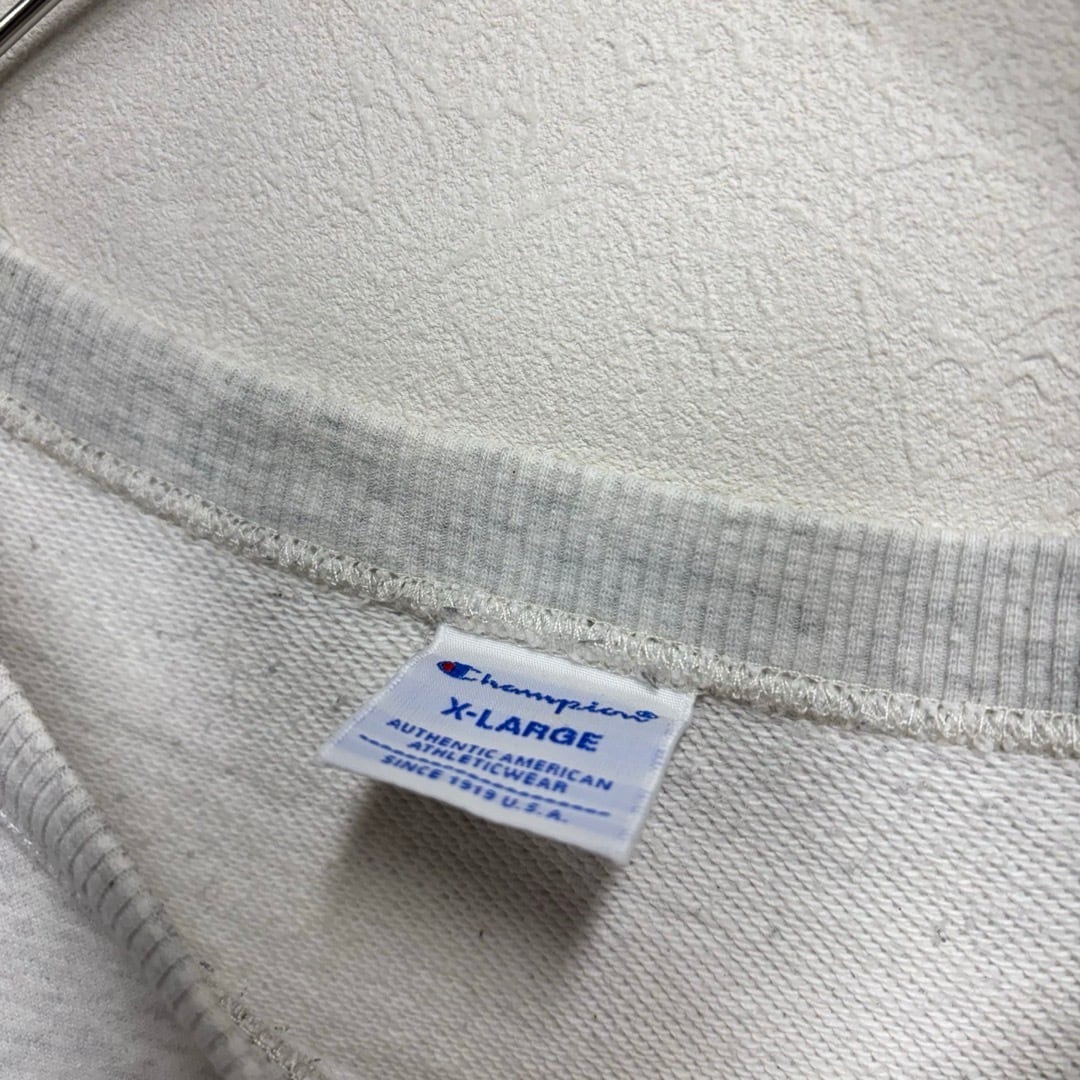 Champion
X-LARGE
AUTHENTIC AMERICAN
ATHLETICWEAR
SINCE 1919 U.S.A.